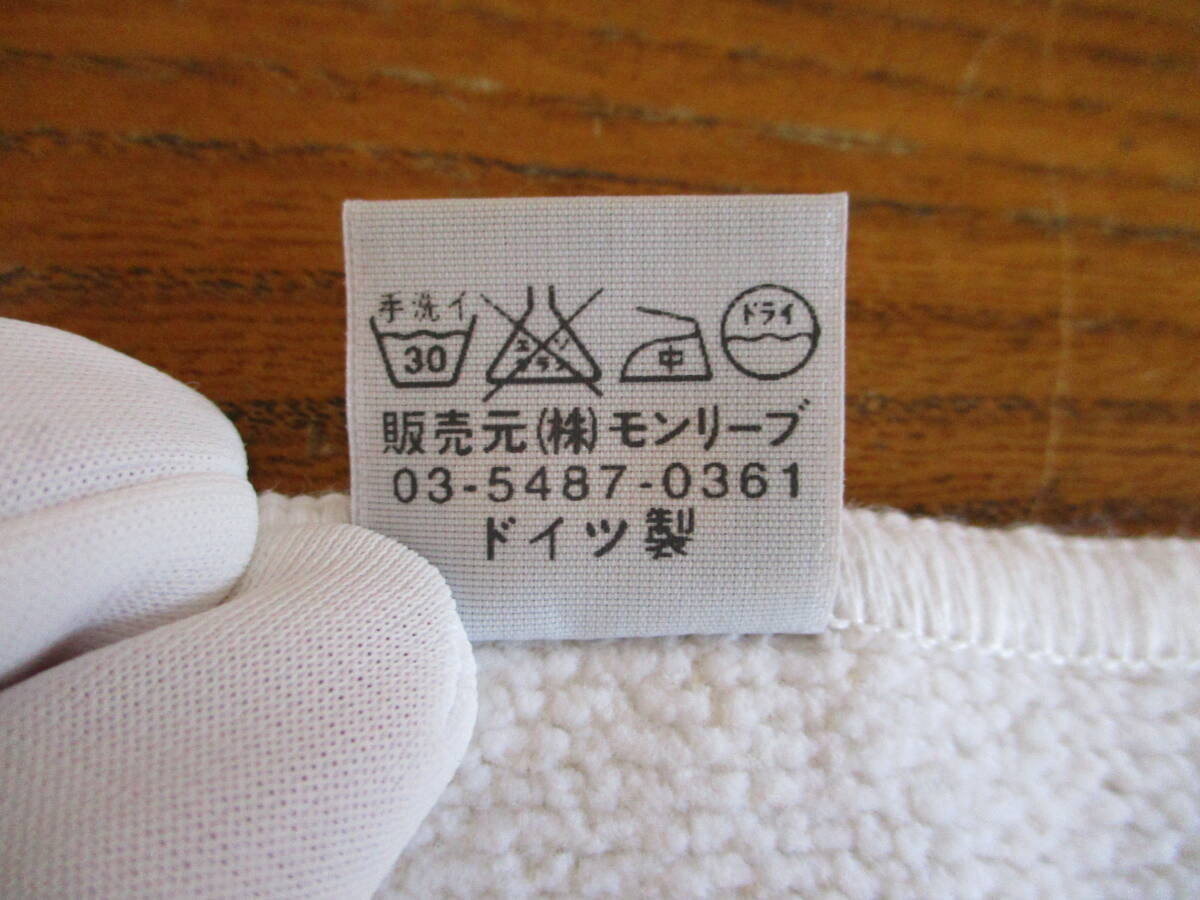 手洗イ 30 エンソ サラシ 中 ドライ
販売元(株)モンリーブ
03-5487-0361
ドイツ製